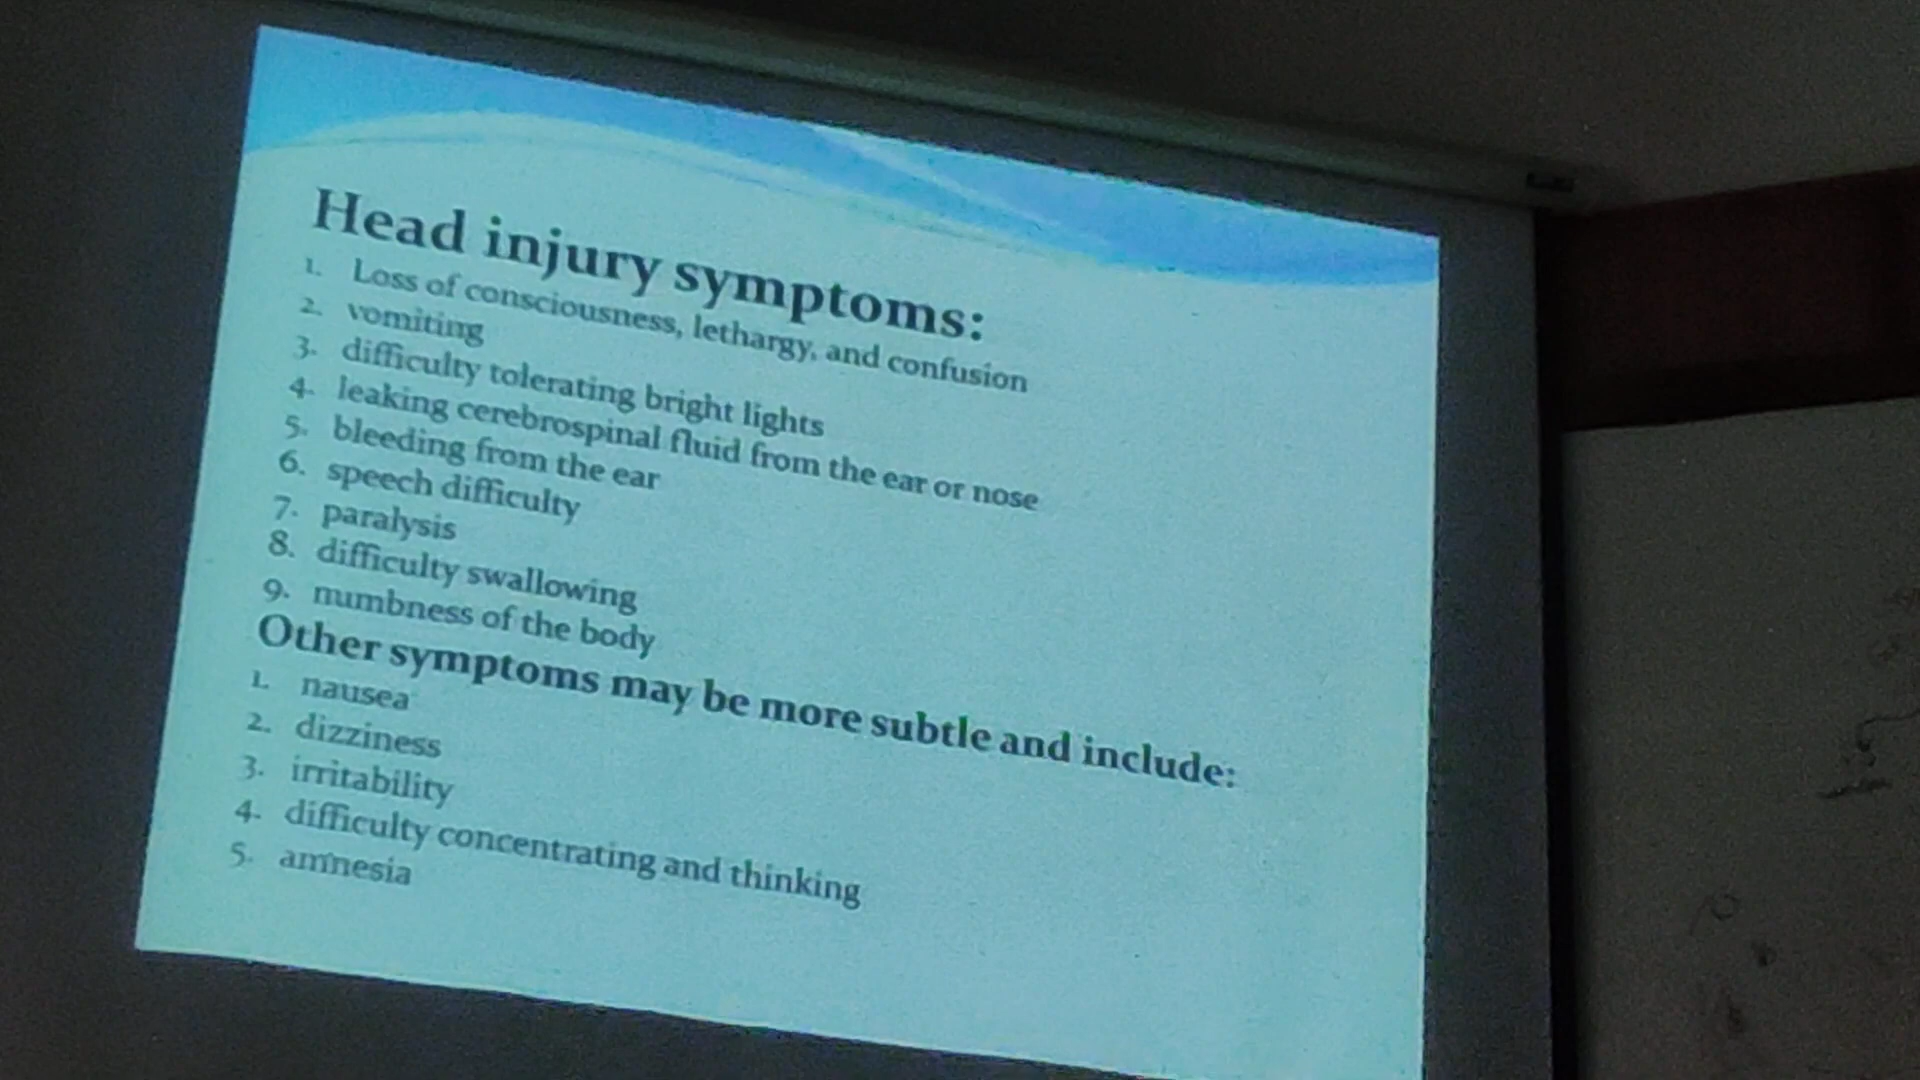 Head injury symptoms:
1. Loss of consciousness, lethargy, and confusion
2. vomiting
3. difficulty tolerating bright lights
4. leaking cerebrospinal fluid from the ear or nose
5. bleeding from the ear
6. speech difficulty
7. paralysis
8. difficulty swallowing
9. numbness of the body
Other symptoms may be more subtle and include:
1. nausea
2. dizziness
3. irritability
4. difficulty concentrating and thinking
5. amnesia